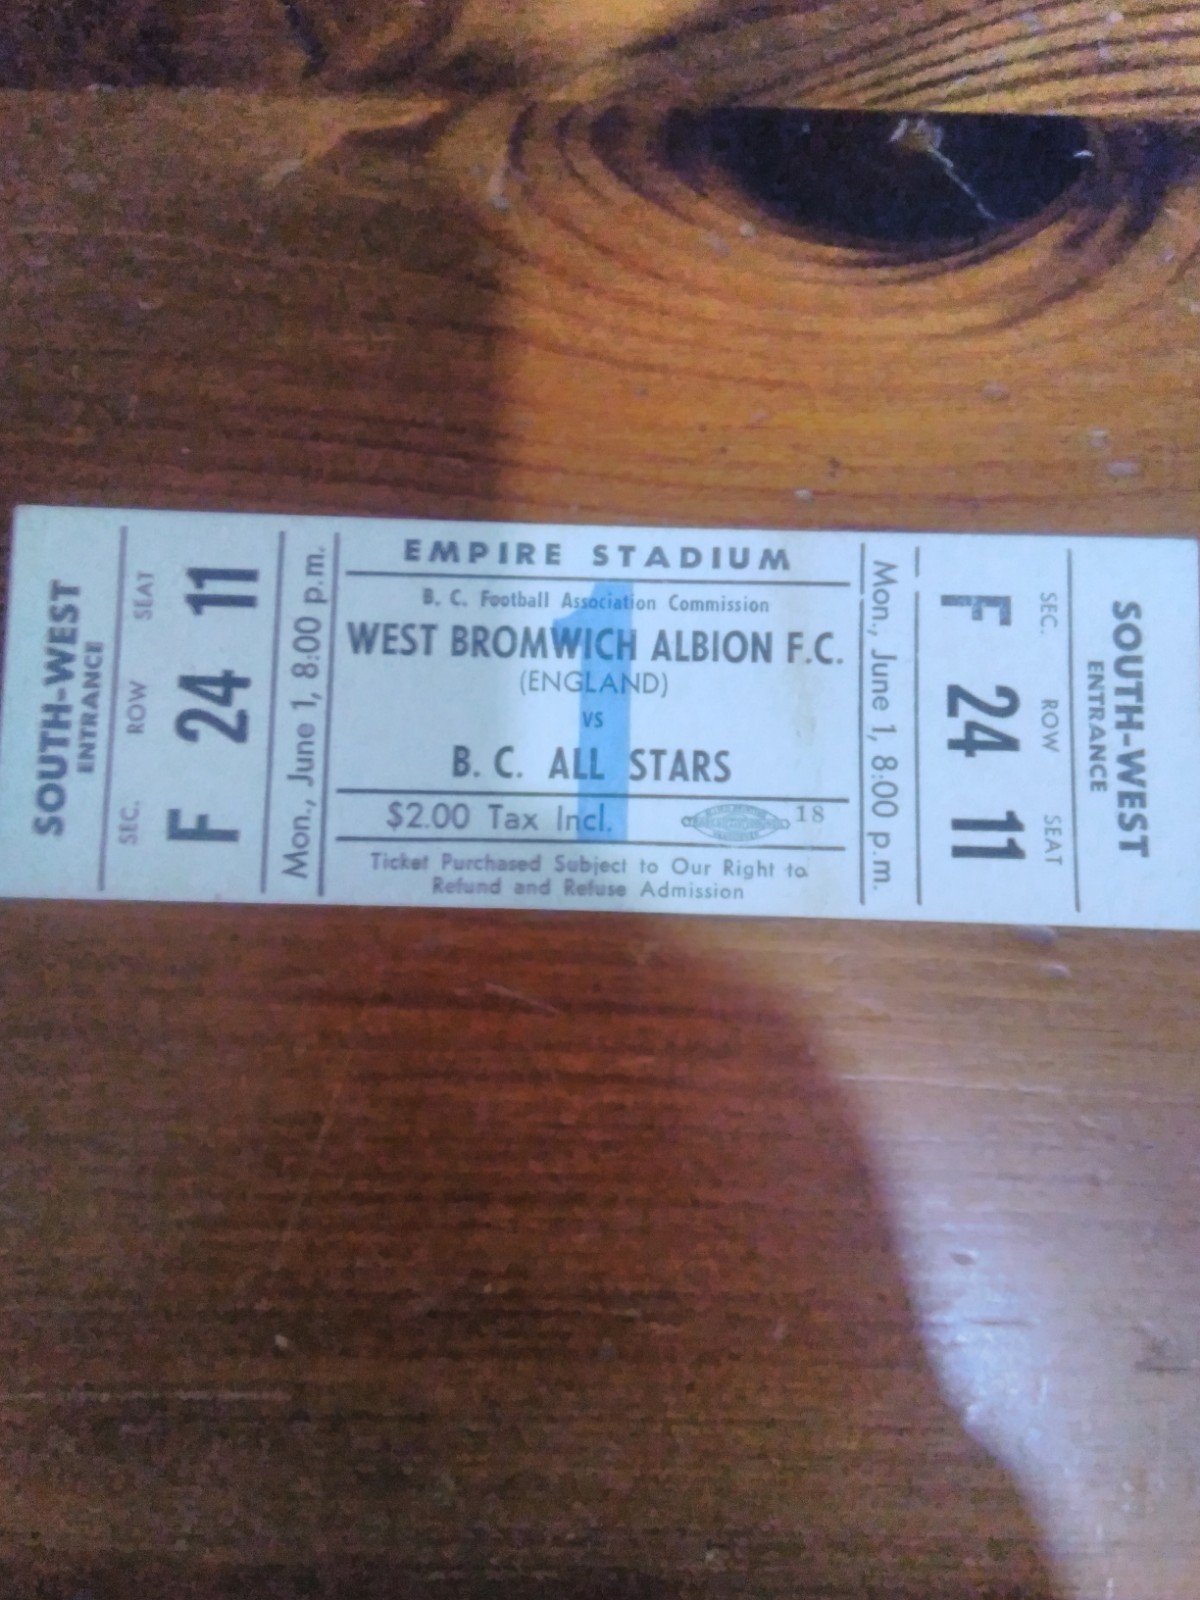 SOUTH-WEST
ENTRANCE
SEC. ROW SEAT
F 24 11
Mon., June 1, 8:00 p.m.
EMPIRE STADIUM
B. C. Football Association Commission
WEST BROMWICH ALBION F.C.
(ENGLAND)
vs
B. C. ALL STARS
1
$2.00 Tax Incl.
18
Ticket Purchased Subject to Our Right to
Refund and Refuse Admission
Mon., June 1, 8:00 p.m.
F 24 11
SEC. ROW SEAT
SOUTH-WEST
ENTRANCE